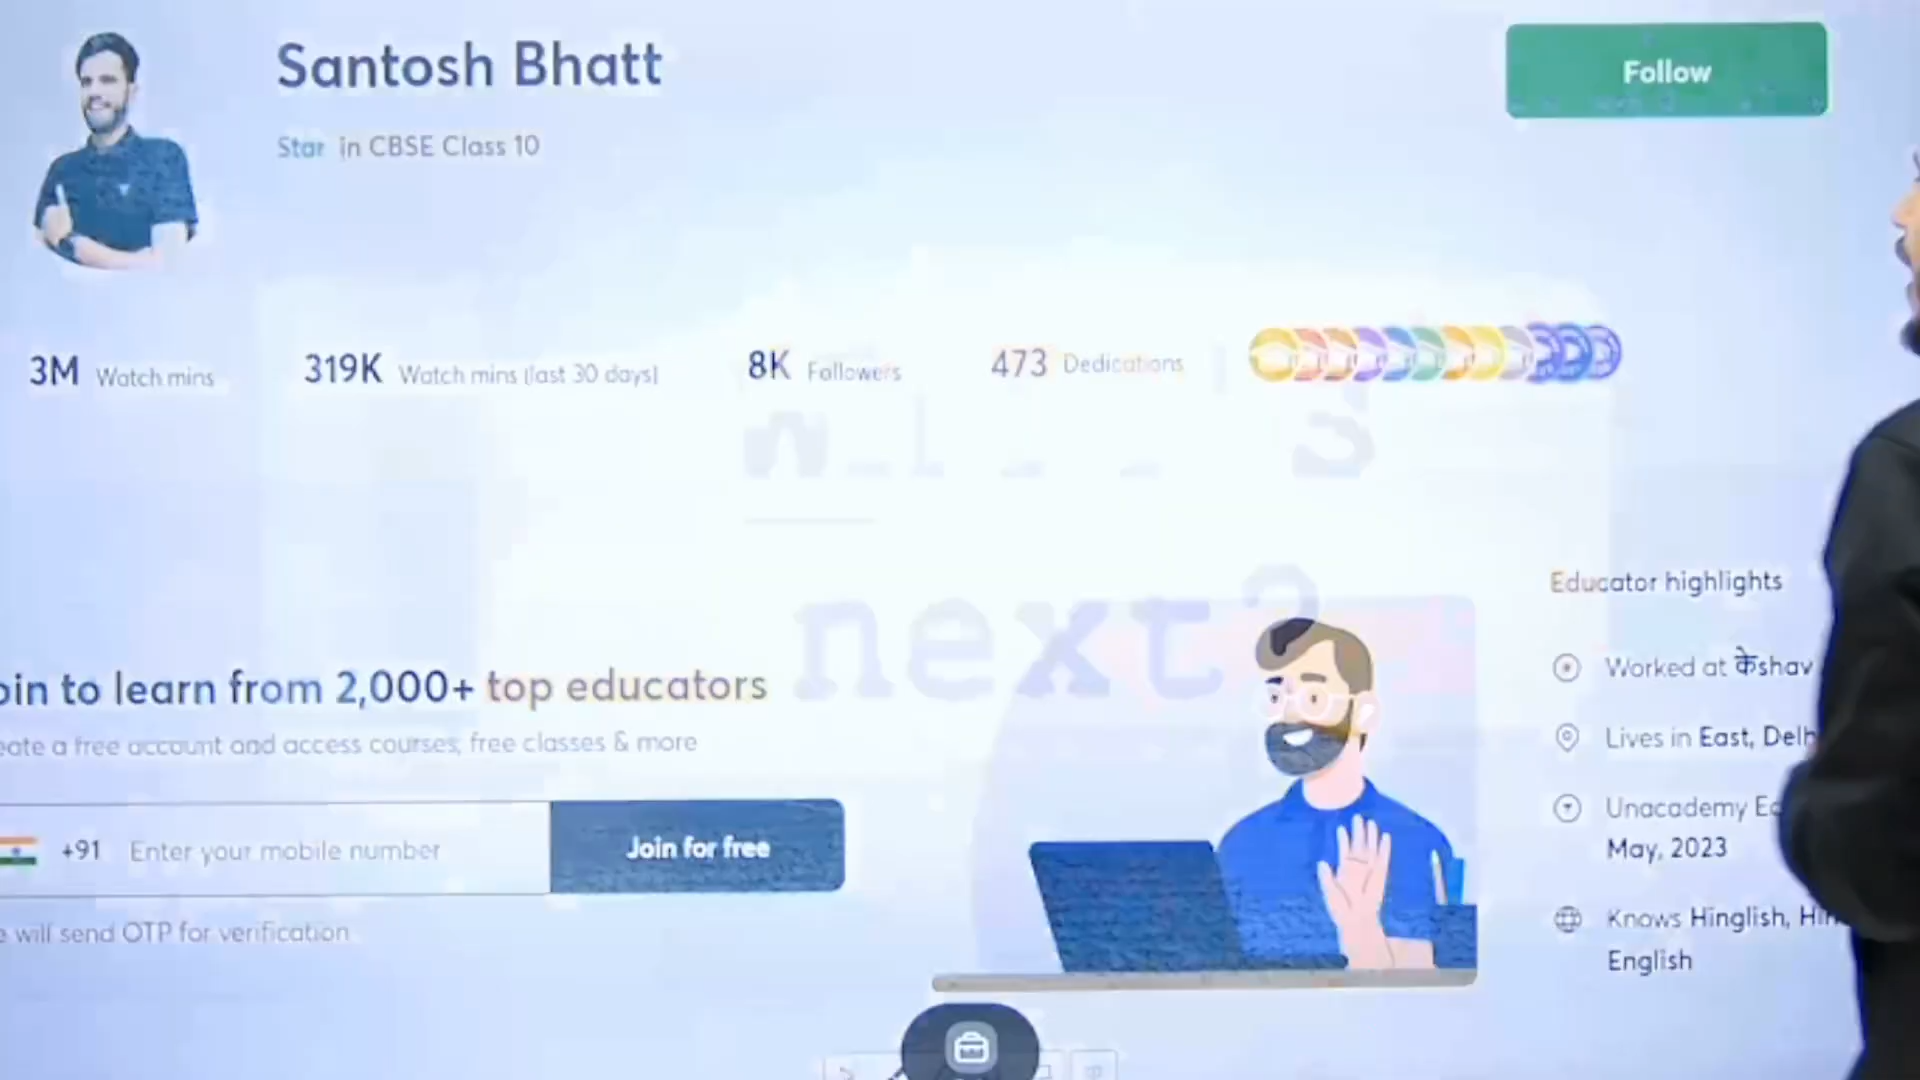 Santosh Bhatt
Follow
Star in CBSE Class 10
3M Watch mins
319K Watch mins (last 30 days)
8K Followers
473 Dedications
next?
Educator highlights
Worked at केshav
Lives in East, Delh
Unacademy Ed
May, 2023
Knows Hinglish, Hin
English
oin to learn from 2,000+ top educators
eate a free account and access courses, free classes & more
+91 Enter your mobile number
Join for free
e will send OTP for verification